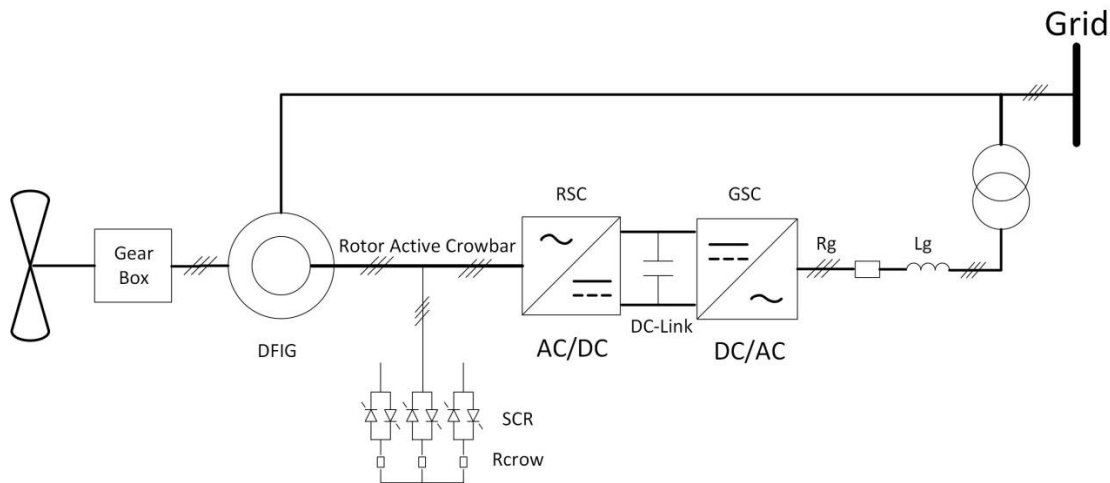 Grid
RSC
GSC
Rotor Active Crowbar
Gear
Box
Rg
Lg
DFIG
DC-Link
AC/DC
DC/AC
SCR
Rcrow